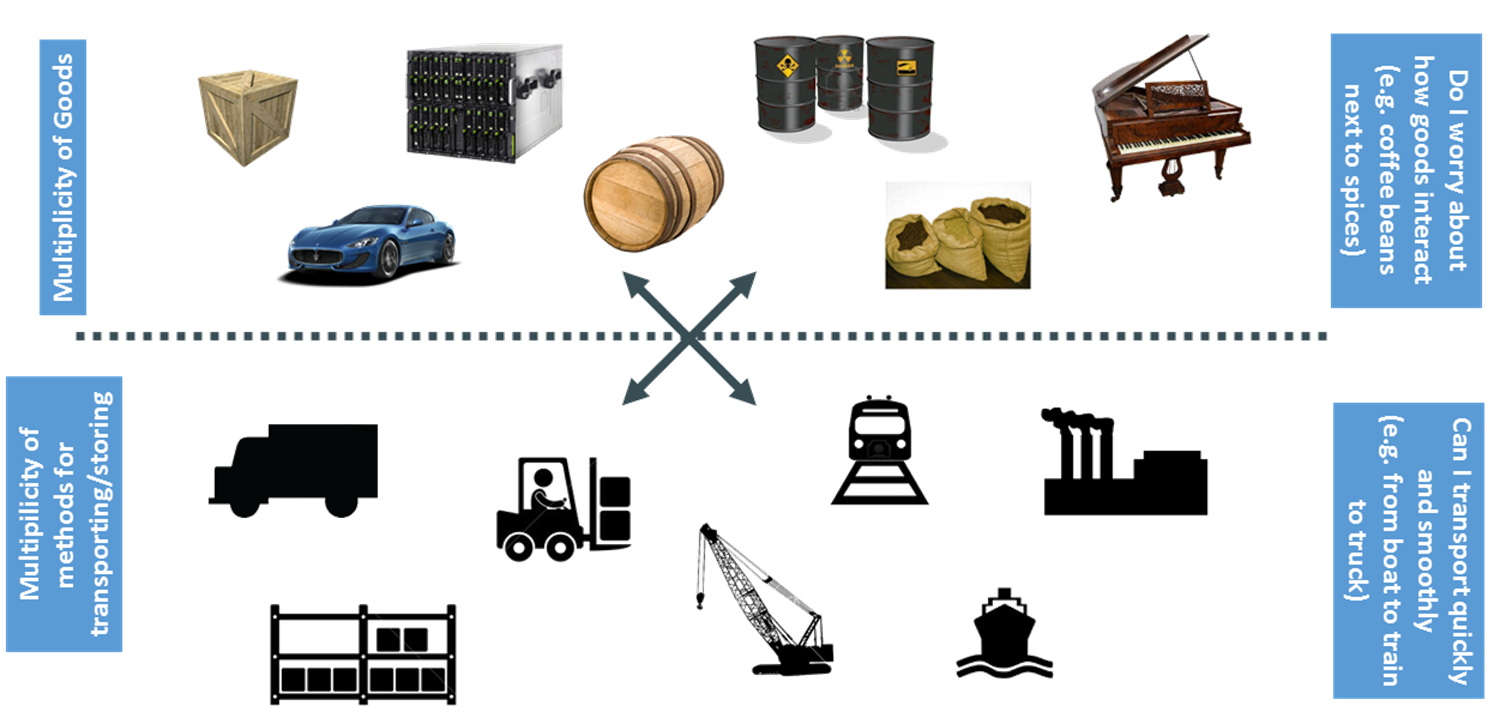 Multiplicity of Goods
Do I worry about
how goods interact
(e.g. coffee beans
next to spices)
Multipilicity of
methods for
transporting/storing
Can I transport quickly
and smoothly
(e.g. from boat to train
to truck)